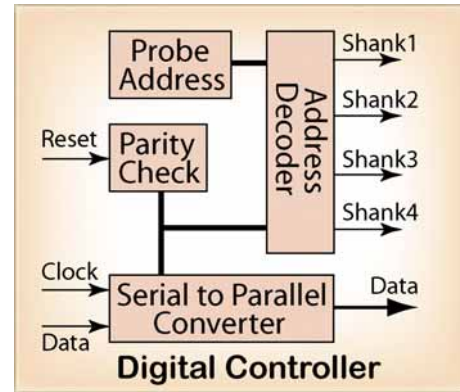 Probe
Address
Address
Decoder
Shank1
Shank2
Shank3
Shank4
Reset
Parity
Check
Clock
Data
Serial to Parallel
Converter
Data
Digital Controller